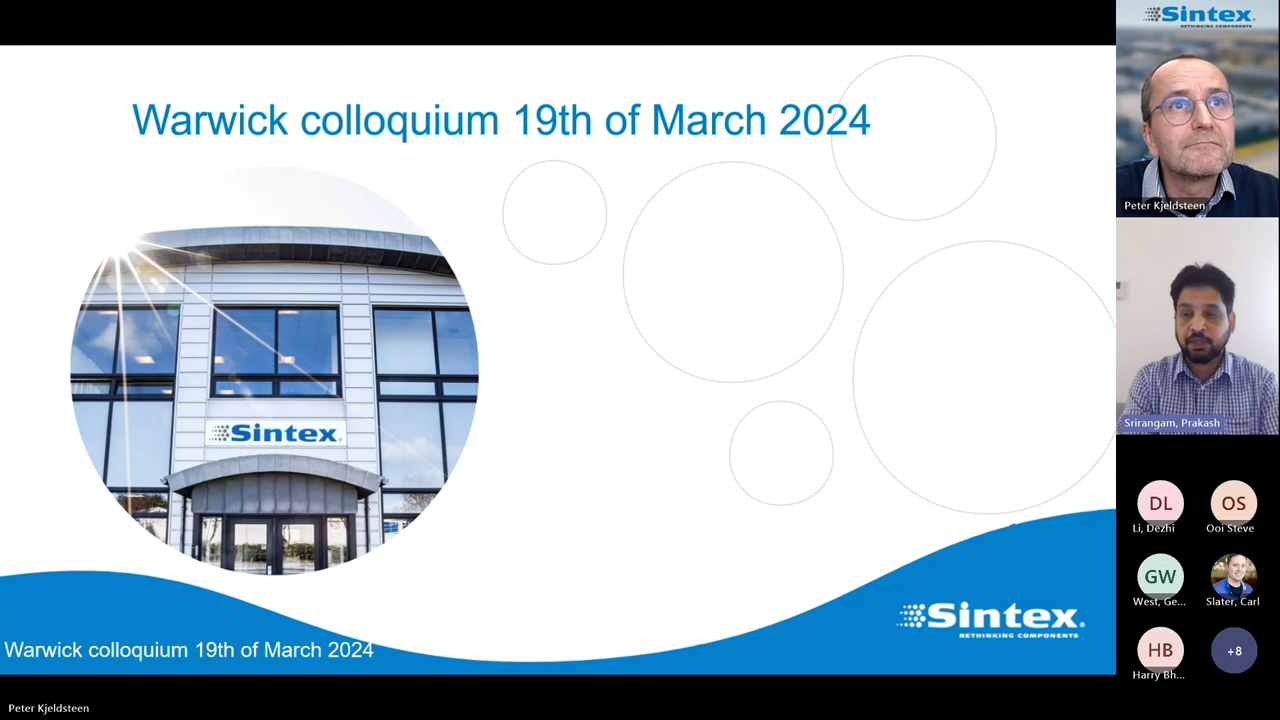 Warwick colloquium 19th of March 2024
Sintex
Sintex
RETHINKING COMPONENTS
Warwick colloquium 19th of March 2024
Peter Kjeldsteen
Sintex
RETHINKING COMPONENTS
Peter Kjeldsteen
Srirangam, Prakash
DL
OS
Li, Dezhi
Ooi Steve
GW
West, Ge...
Slater, Carl
HB
+8
Harry Bh...